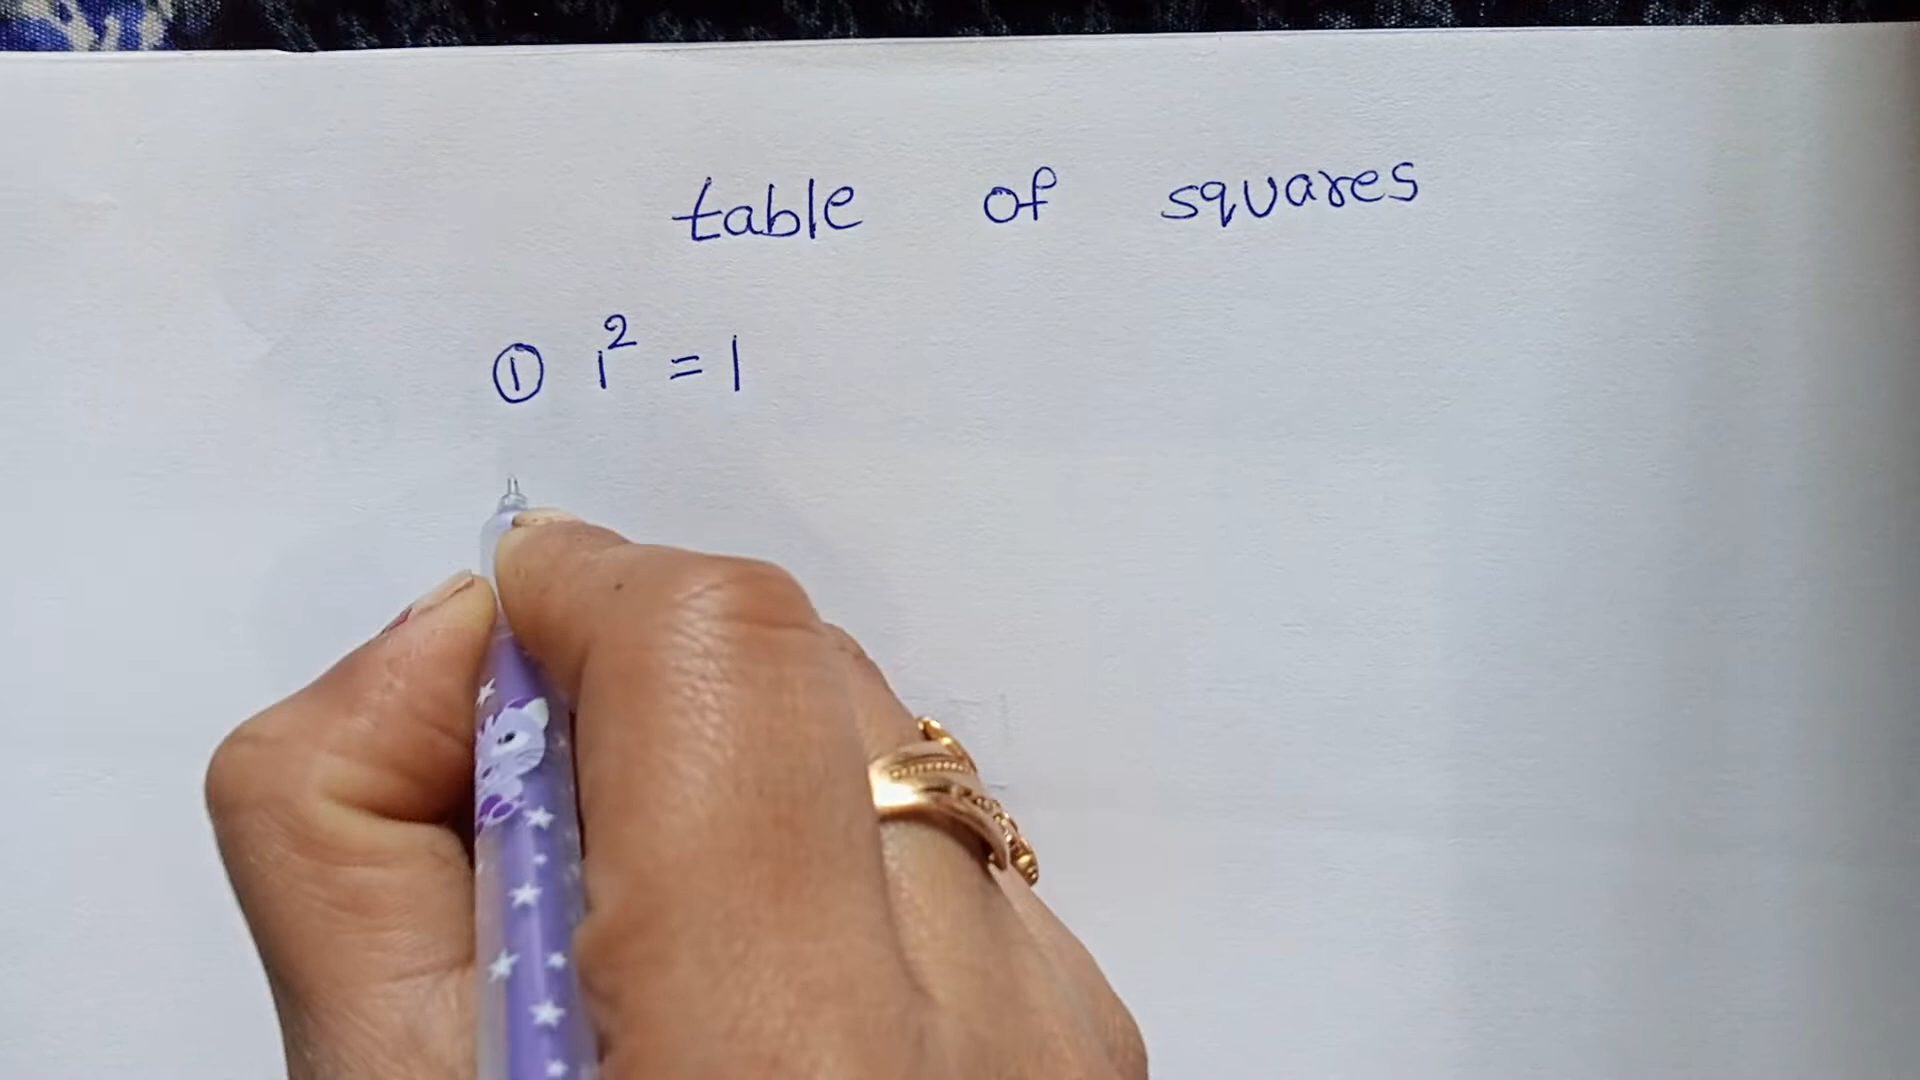 table of squares
① 1² = 1